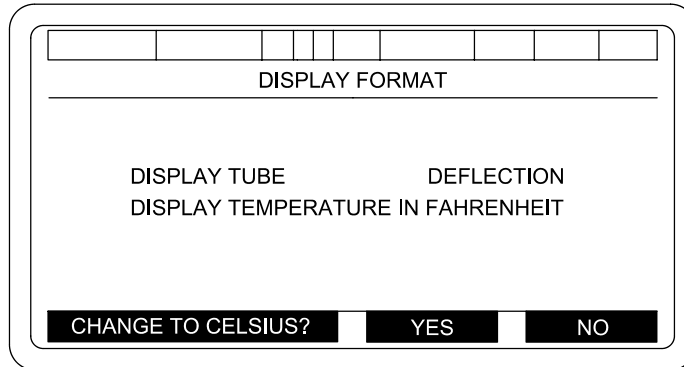 DISPLAY FORMAT
DISPLAY TUBE DEFLECTION
DISPLAY TEMPERATURE IN FAHRENHEIT
CHANGE TO CELSIUS? YES NO